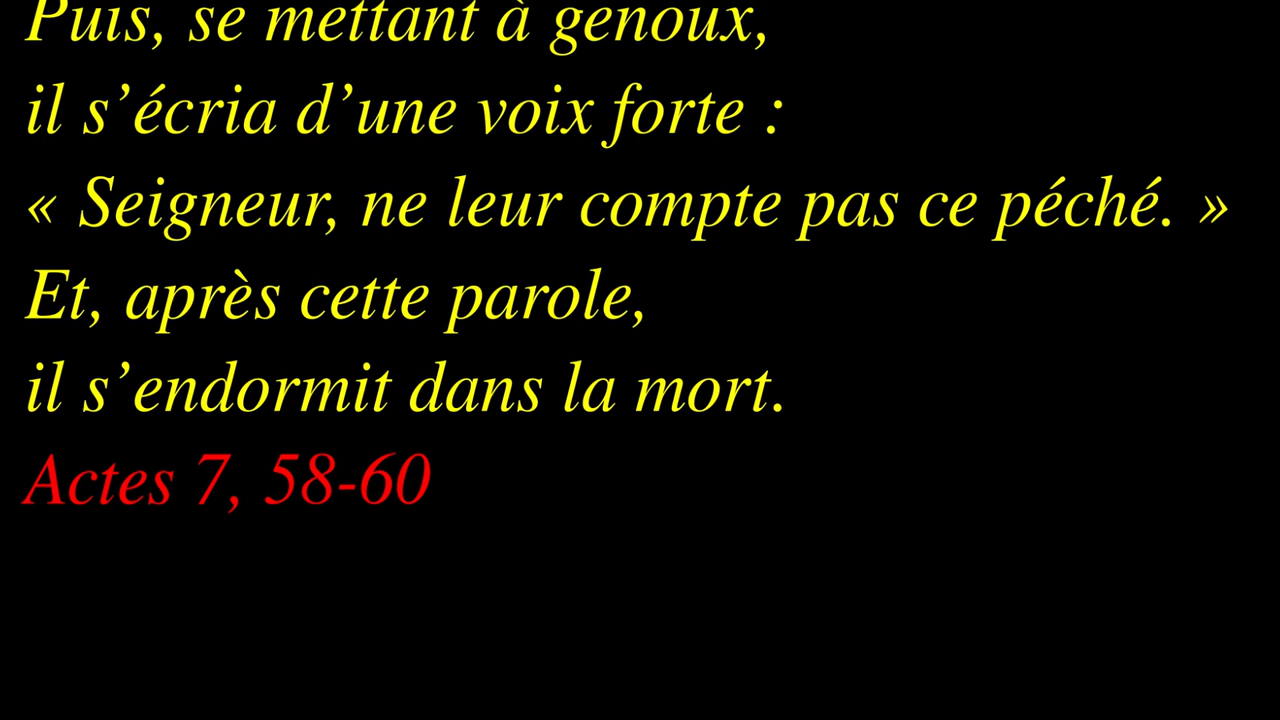 Puis, se mettant à genoux,
il s’écria d’une voix forte :
« Seigneur, ne leur compte pas ce péché. »
Et, après cette parole,
il s’endormit dans la mort.
Actes 7, 58-60